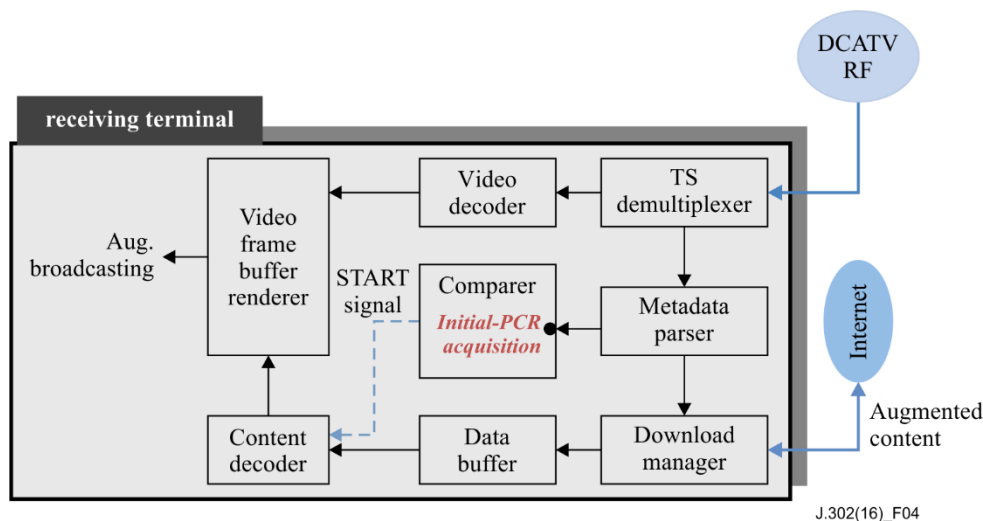 DCATV
RF
receiving terminal
Video
decoder
TS
demultiplexer
Video
frame
buffer
renderer
Aug.
broadcasting
START
signal
Comparer
Initial-PCR
acquisition
Metadata
parser
Internet
Content
decoder
Data
buffer
Download
manager
Augmented
content
J.302(16)_F04